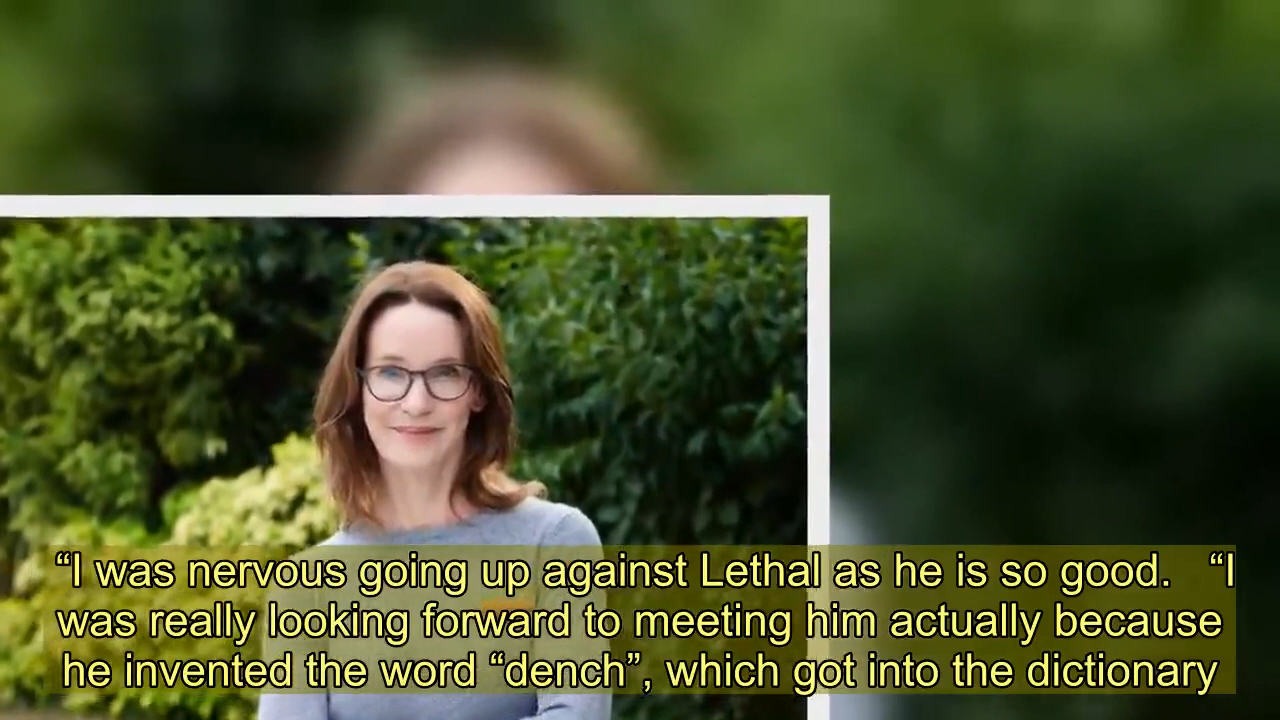 “I was nervous going up against Lethal as he is so good.   “I
was really looking forward to meeting him actually because
he invented the word “dench”, which got into the dictionary